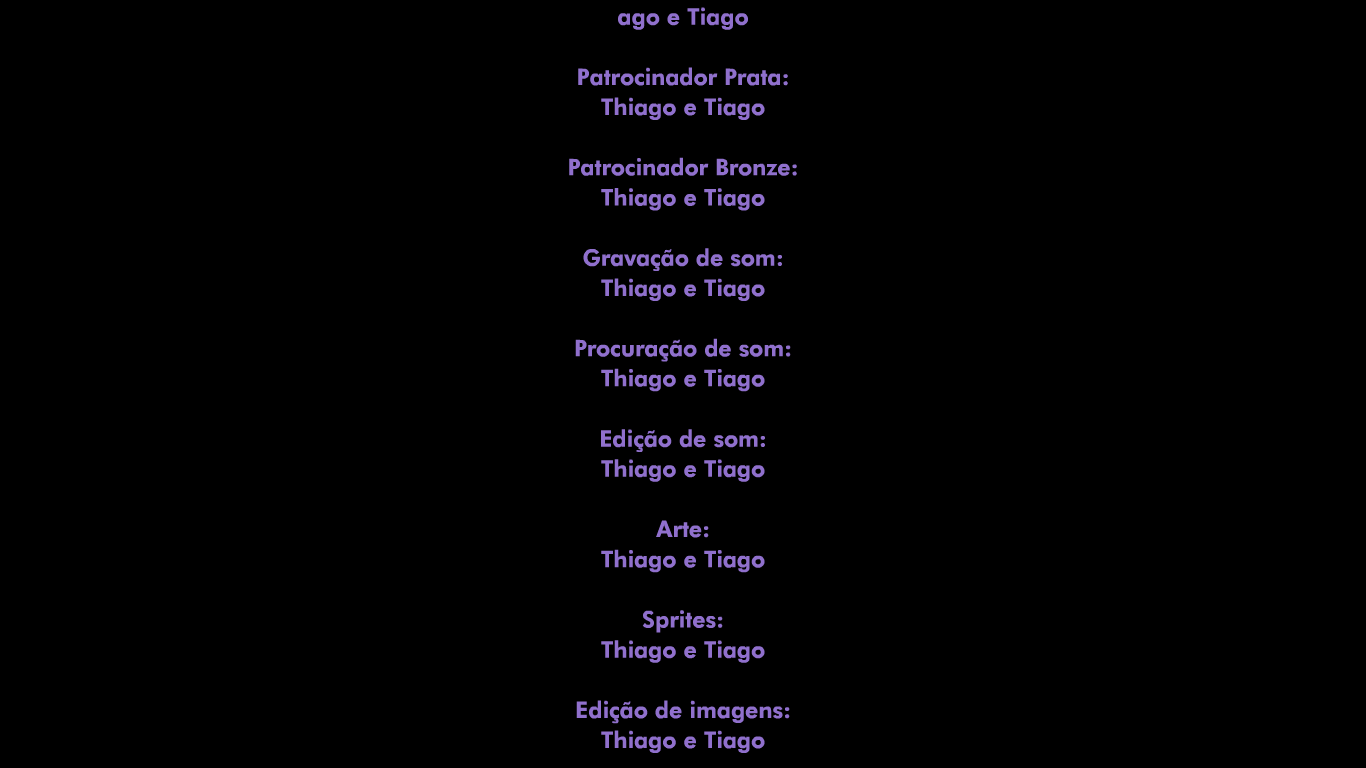 ago e Tiago
Patrocinador Prata:
Thiago e Tiago
Patrocinador Bronze:
Thiago e Tiago
Gravação de som:
Thiago e Tiago
Procuração de som:
Thiago e Tiago
Edição de som:
Thiago e Tiago
Arte:
Thiago e Tiago
Sprites:
Thiago e Tiago
Edição de imagens:
Thiago e Tiago